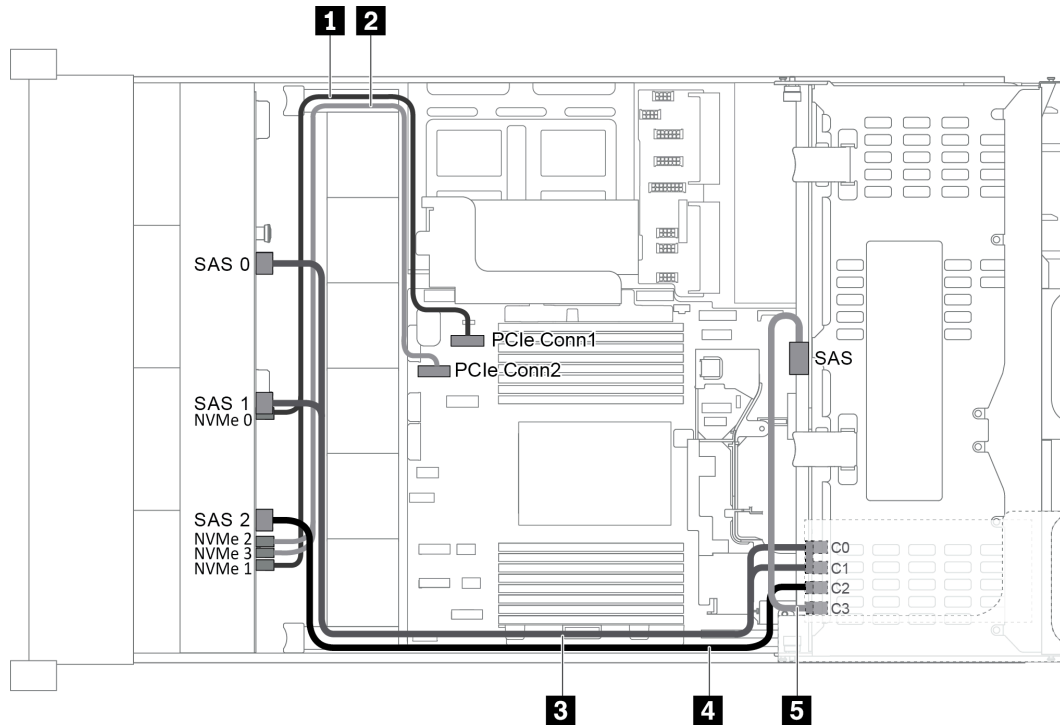 1 2
SAS 0
PCIe Conn1
PCIe Conn2
SAS
SAS 1
NVMe 0
SAS 2
NVMe 2
NVMe 3
NVMe 1
C0
C1
C2
C3
3 4 5